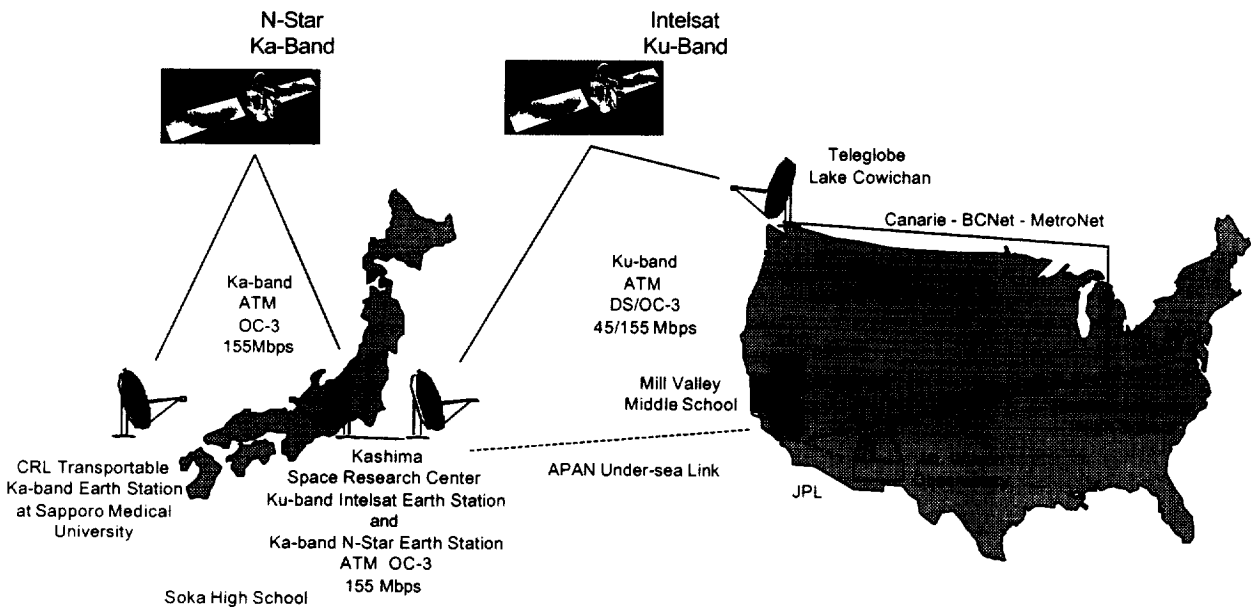 N-Star
Ka-Band
Intelsat
Ku-Band
Teleglobe
Lake Cowichan
Canarie - BCNet - MetroNet
Ka-band
ATM
OC-3
155Mbps
Ku-band
ATM
DS/OC-3
45/155 Mbps
Mill Valley
Middle School
CRL Transportable
Ka-band Earth Station
at Sapporo Medical
University
Kashima
Space Research Center
Ku-band Intelsat Earth Station
and
Ka-band N-Star Earth Station
ATM OC-3
155 Mbps
APAN Under-sea Link
JPL
Soka High School